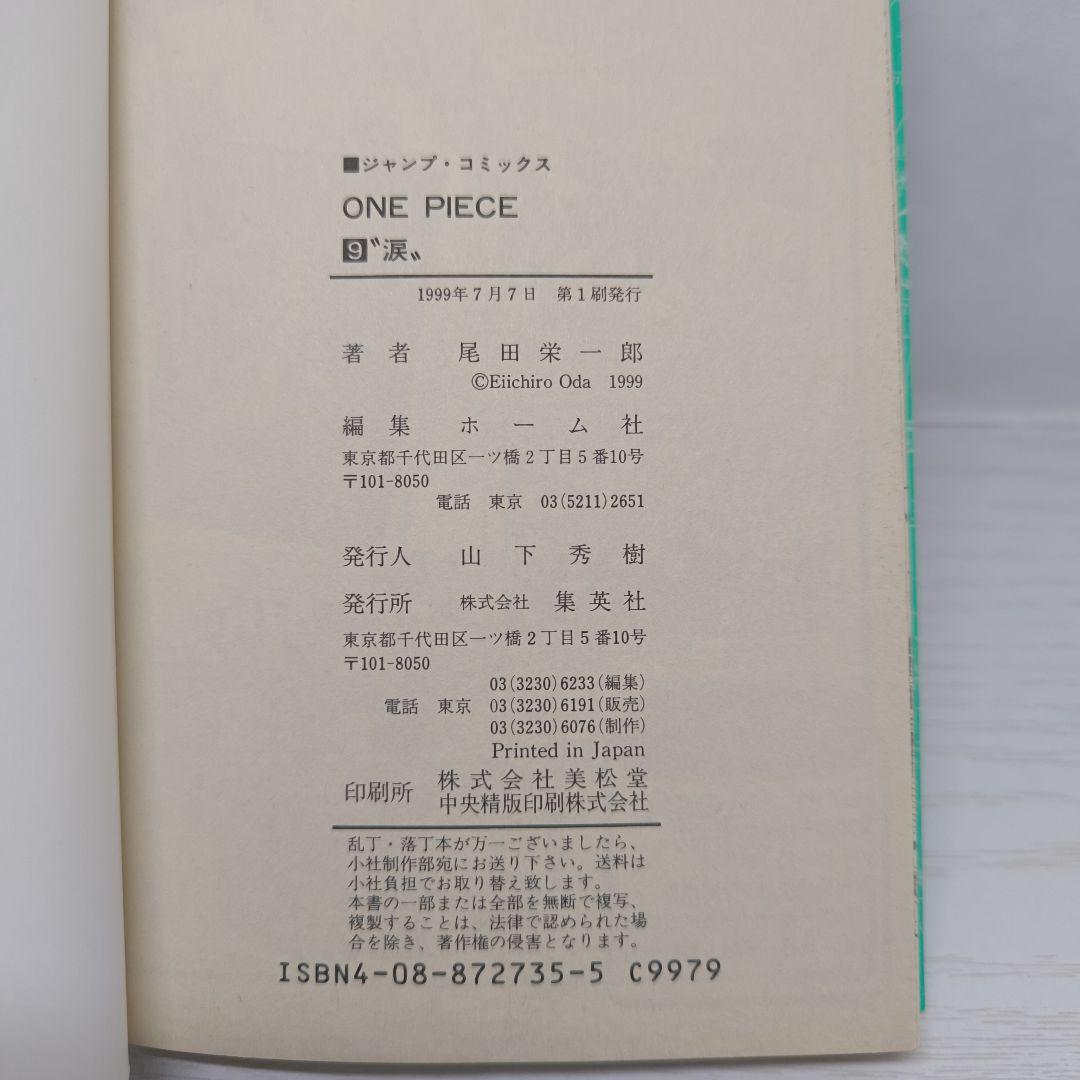 ■ジャンプ・コミックス
ONE PIECE
9〝涙〟
1999年7月7日 第1刷発行
著者 尾田栄一郎
©Eiichiro Oda 1999
編集 ホーム社
東京都千代田区一ツ橋2丁目5番10号
〒101-8050
電話 東京 03(5211)2651
発行人 山下秀樹
発行所 株式会社 集英社
東京都千代田区一ツ橋2丁目5番10号
〒101-8050
03(3230)6233(編集)
電話 東京 03(3230)6191(販売)
03(3230)6076(制作)
Printed in Japan
印刷所 株式会社美松堂
中央精版印刷株式会社
乱丁・落丁本が万一ございましたら、
小社制作部宛にお送り下さい。送料は
小社負担でお取り替え致します。
本書の一部または全部を無断で複写、
複製することは、法律で認められた場
合を除き、著作権の侵害となります。
ISBN4-08-872735-5 C9979